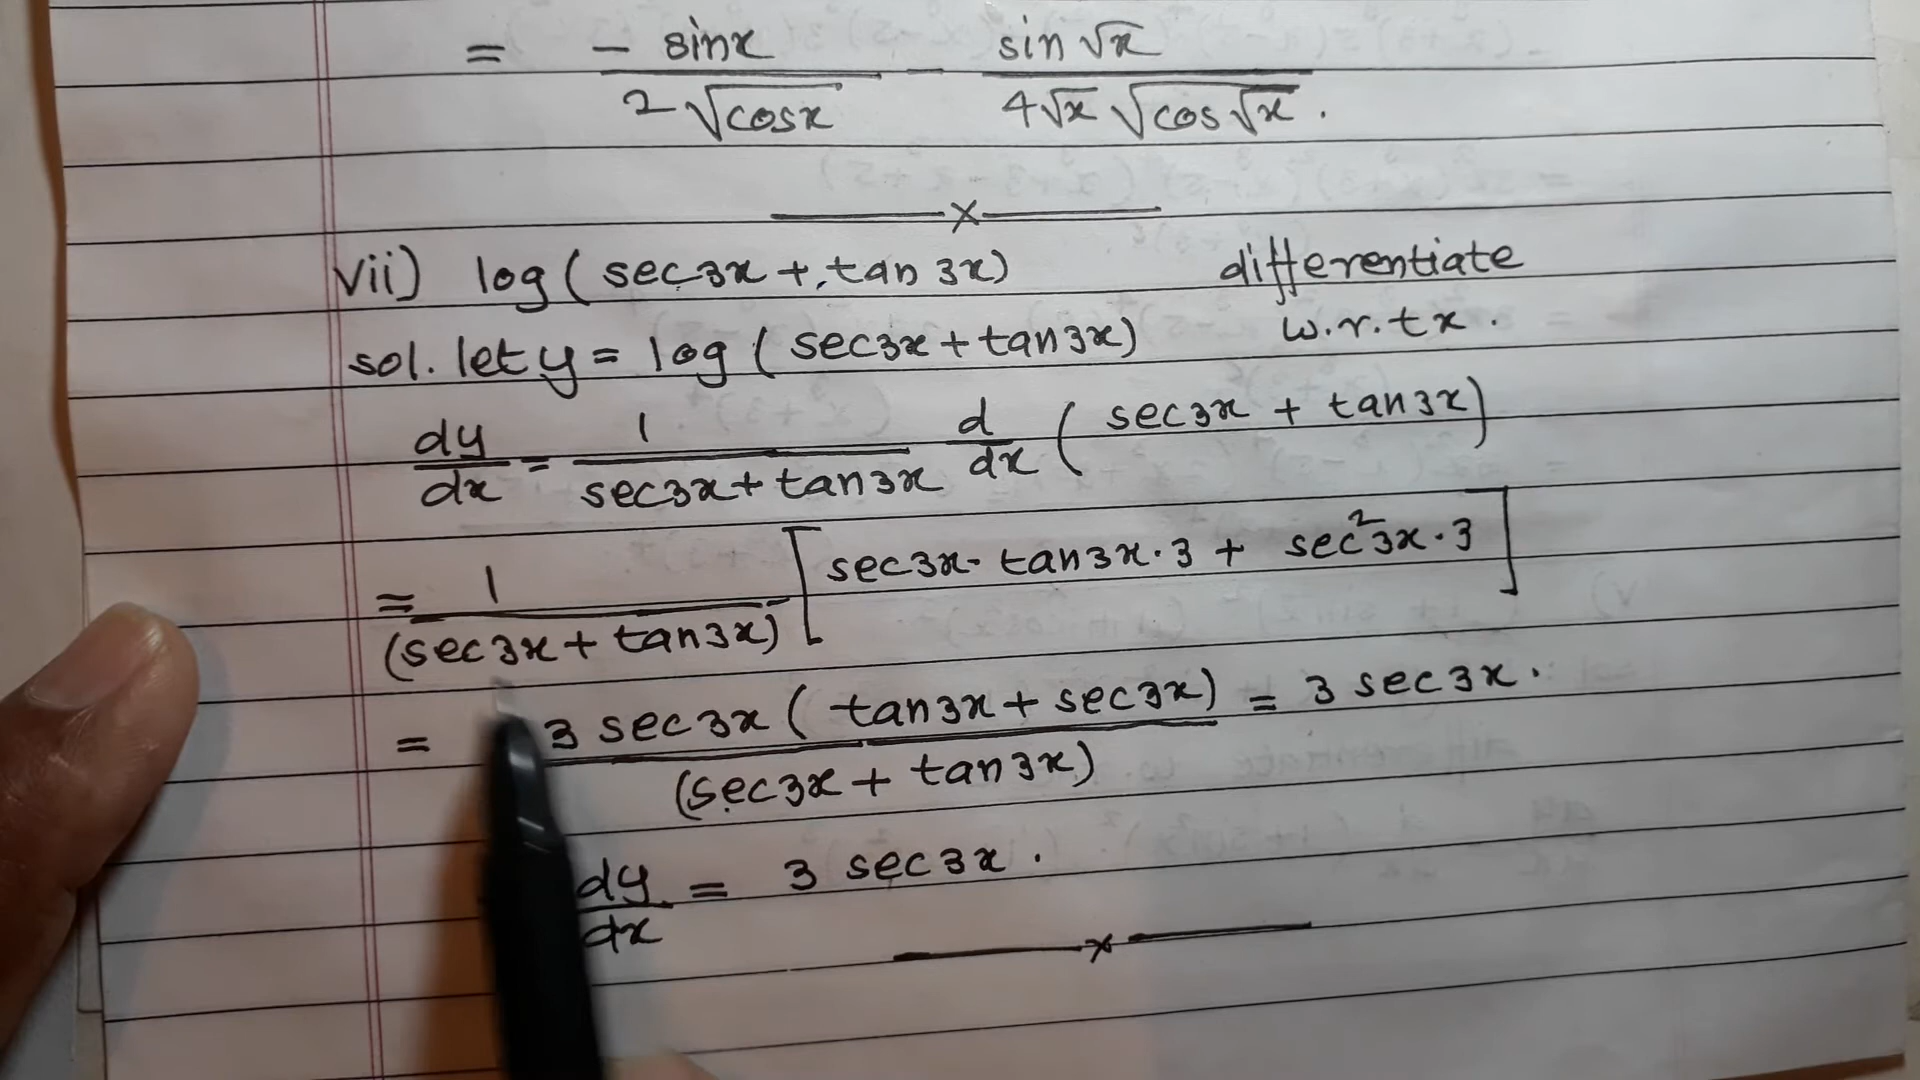 = - sinx / 2√cosx - sin√x / 4√x √cos√x .
x
vii) log(sec3x + tan3x) differentiate
sol. let y = log(sec3x + tan3x) w.r.t x .
dy/dx = 1 / sec3x + tan3x d/dx ( sec3x + tan3x )
= 1 / (sec3x + tan3x) [ sec3x · tan3x · 3 + sec²3x · 3 ]
= 3 sec3x ( tan3x + sec3x ) / (sec3x + tan3x) = 3 sec3x .
dy/dx = 3 sec3x .
x